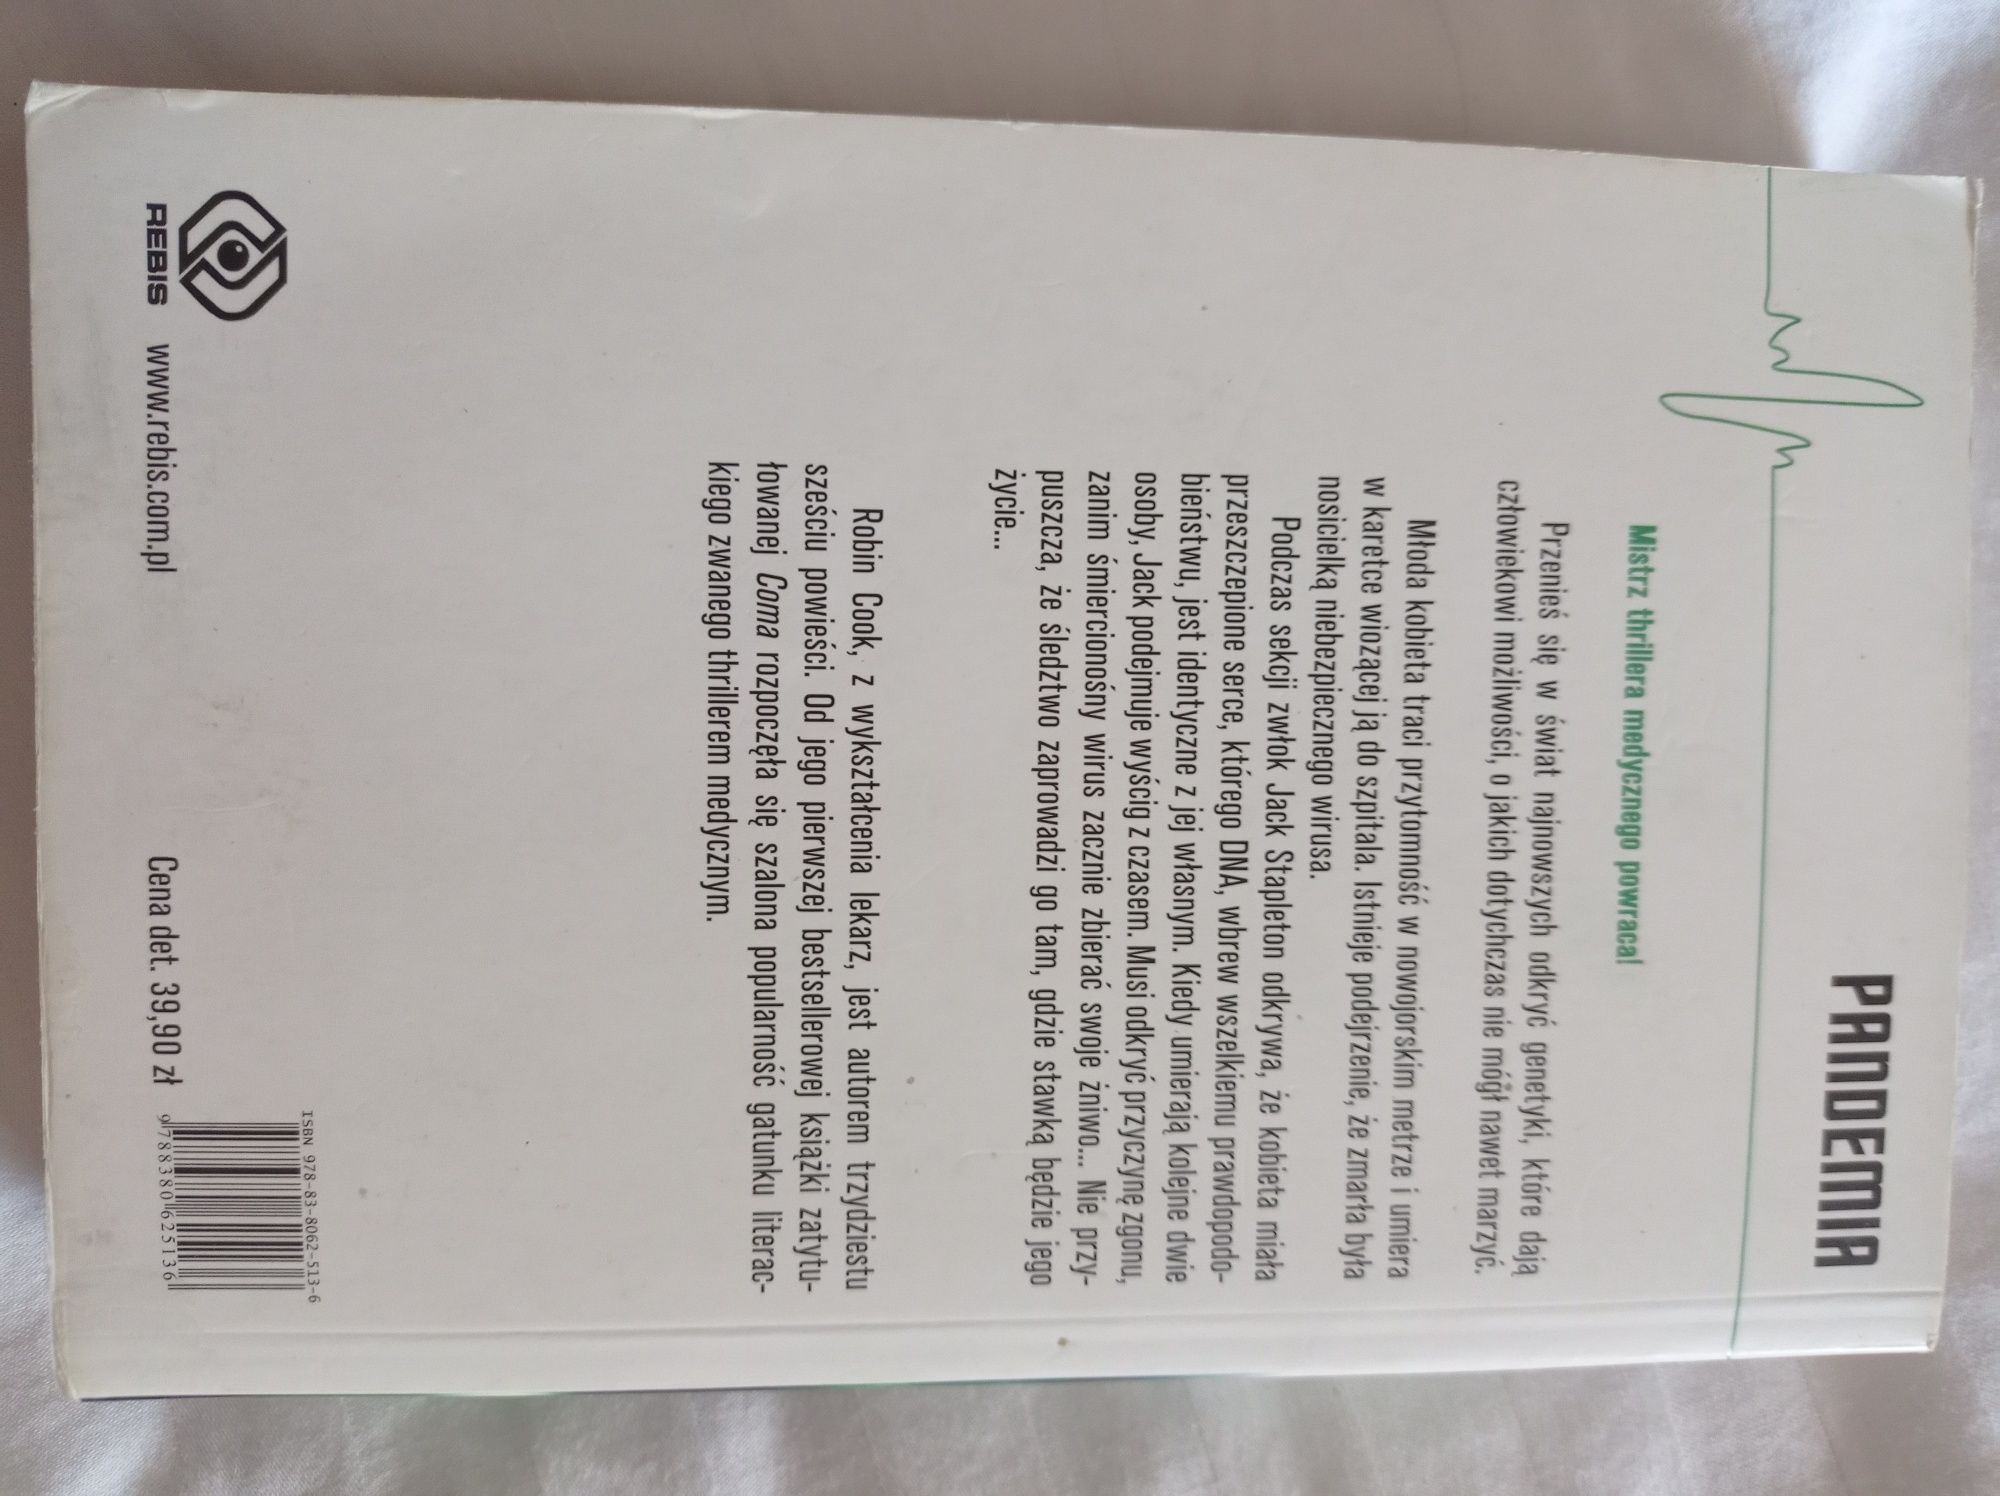 PANDEMIA
Mistrz thrillera medycznego powraca!
Przenieś się w świat najnowszych odkryć genetyki, które dają
człowiekowi możliwości, o jakich dotychczas nie mógł nawet marzyć.
Młoda kobieta traci przytomność w nowojorskim metrze i umiera
w karetce wiozącej ją do szpitala. Istnieje podejrzenie, że zmarła była
nosicielką niebezpiecznego wirusa.
Podczas sekcji zwłok Jack Stapleton odkrywa, że kobieta miała
przeszczepione serce, którego DNA, wbrew wszelkiemu prawdopodo-
bieństwu, jest identyczne z jej własnym. Kiedy umierają kolejne dwie
osoby, Jack podejmuje wyścig z czasem. Musi odkryć przyczynę zgonu,
zanim śmiercionośny wirus zacznie zbierać swoje żniwo... Nie przy-
puszcza, że śledztwo zaprowadzi go tam, gdzie stawką będzie jego
życie...
Robin Cook, z wykształcenia lekarz, jest autorem trzydziestu
sześciu powieści. Od jego pierwszej bestsellerowej książki zatytu-
łowanej Coma rozpoczęła się szalona popularność gatunku literac-
kiego zwanego thrillerem medycznym.
ISBN 978-83-8062-513-6
9 788380 625136
REBIS www.rebis.com.pl
Cena det. 39,90 zł